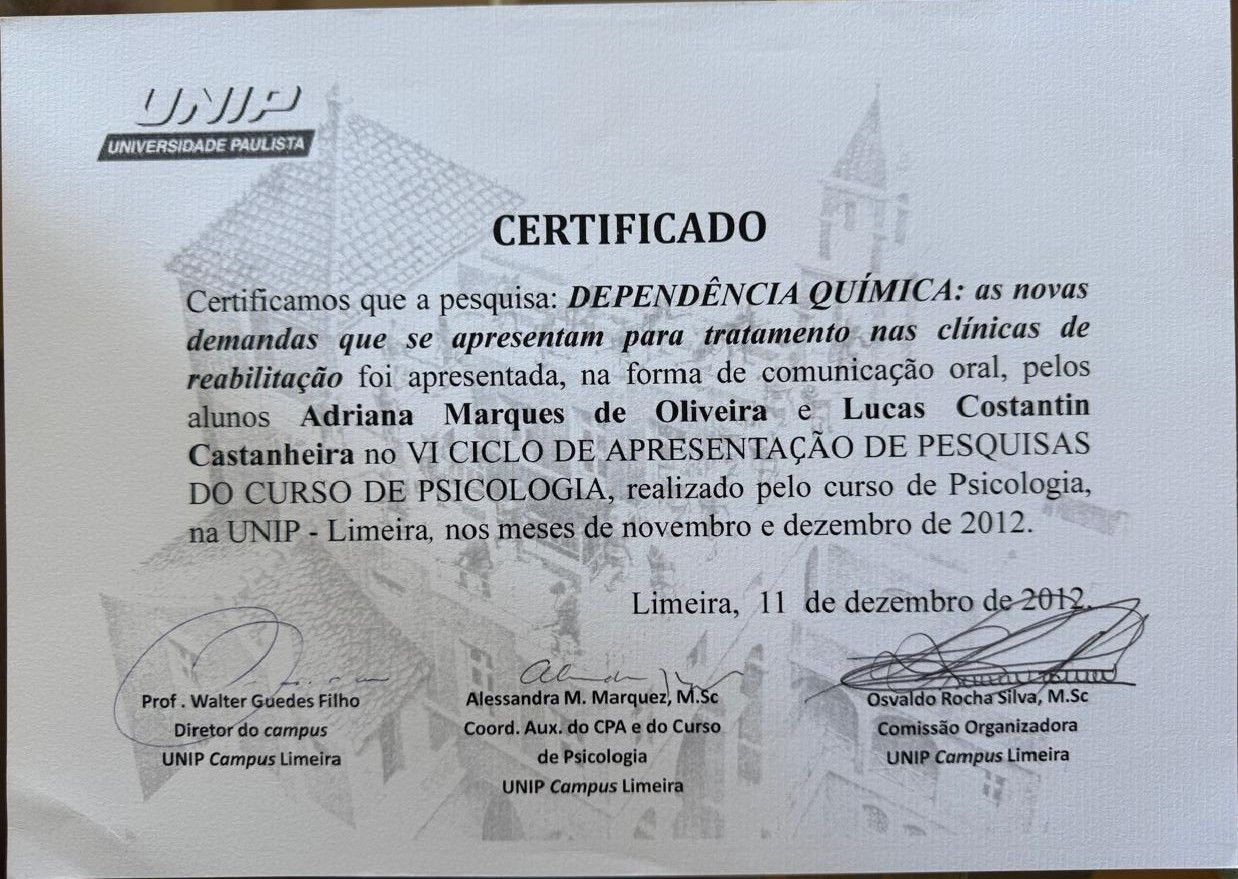 UNIP
UNIVERSIDADE PAULISTA
CERTIFICADO
Certificamos que a pesquisa: DEPENDÊNCIA QUÍMICA: as novas
demandas que se apresentam para tratamento nas clínicas de
reabilitação foi apresentada, na forma de comunicação oral, pelos
alunos Adriana Marques de Oliveira e Lucas Costantin
Castanheira no VI CICLO DE APRESENTAÇÃO DE PESQUISAS
DO CURSO DE PSICOLOGIA, realizado pelo curso de Psicologia,
na UNIP - Limeira, nos meses de novembro e dezembro de 2012.
Limeira, 11 de dezembro de 2012.
Prof . Walter Guedes Filho
Diretor do campus
UNIP Campus Limeira
Alessandra M. Marquez, M.Sc
Coord. Aux. do CPA e do Curso
de Psicologia
UNIP Campus Limeira
Osvaldo Rocha Silva, M.Sc
Comissão Organizadora
UNIP Campus Limeira